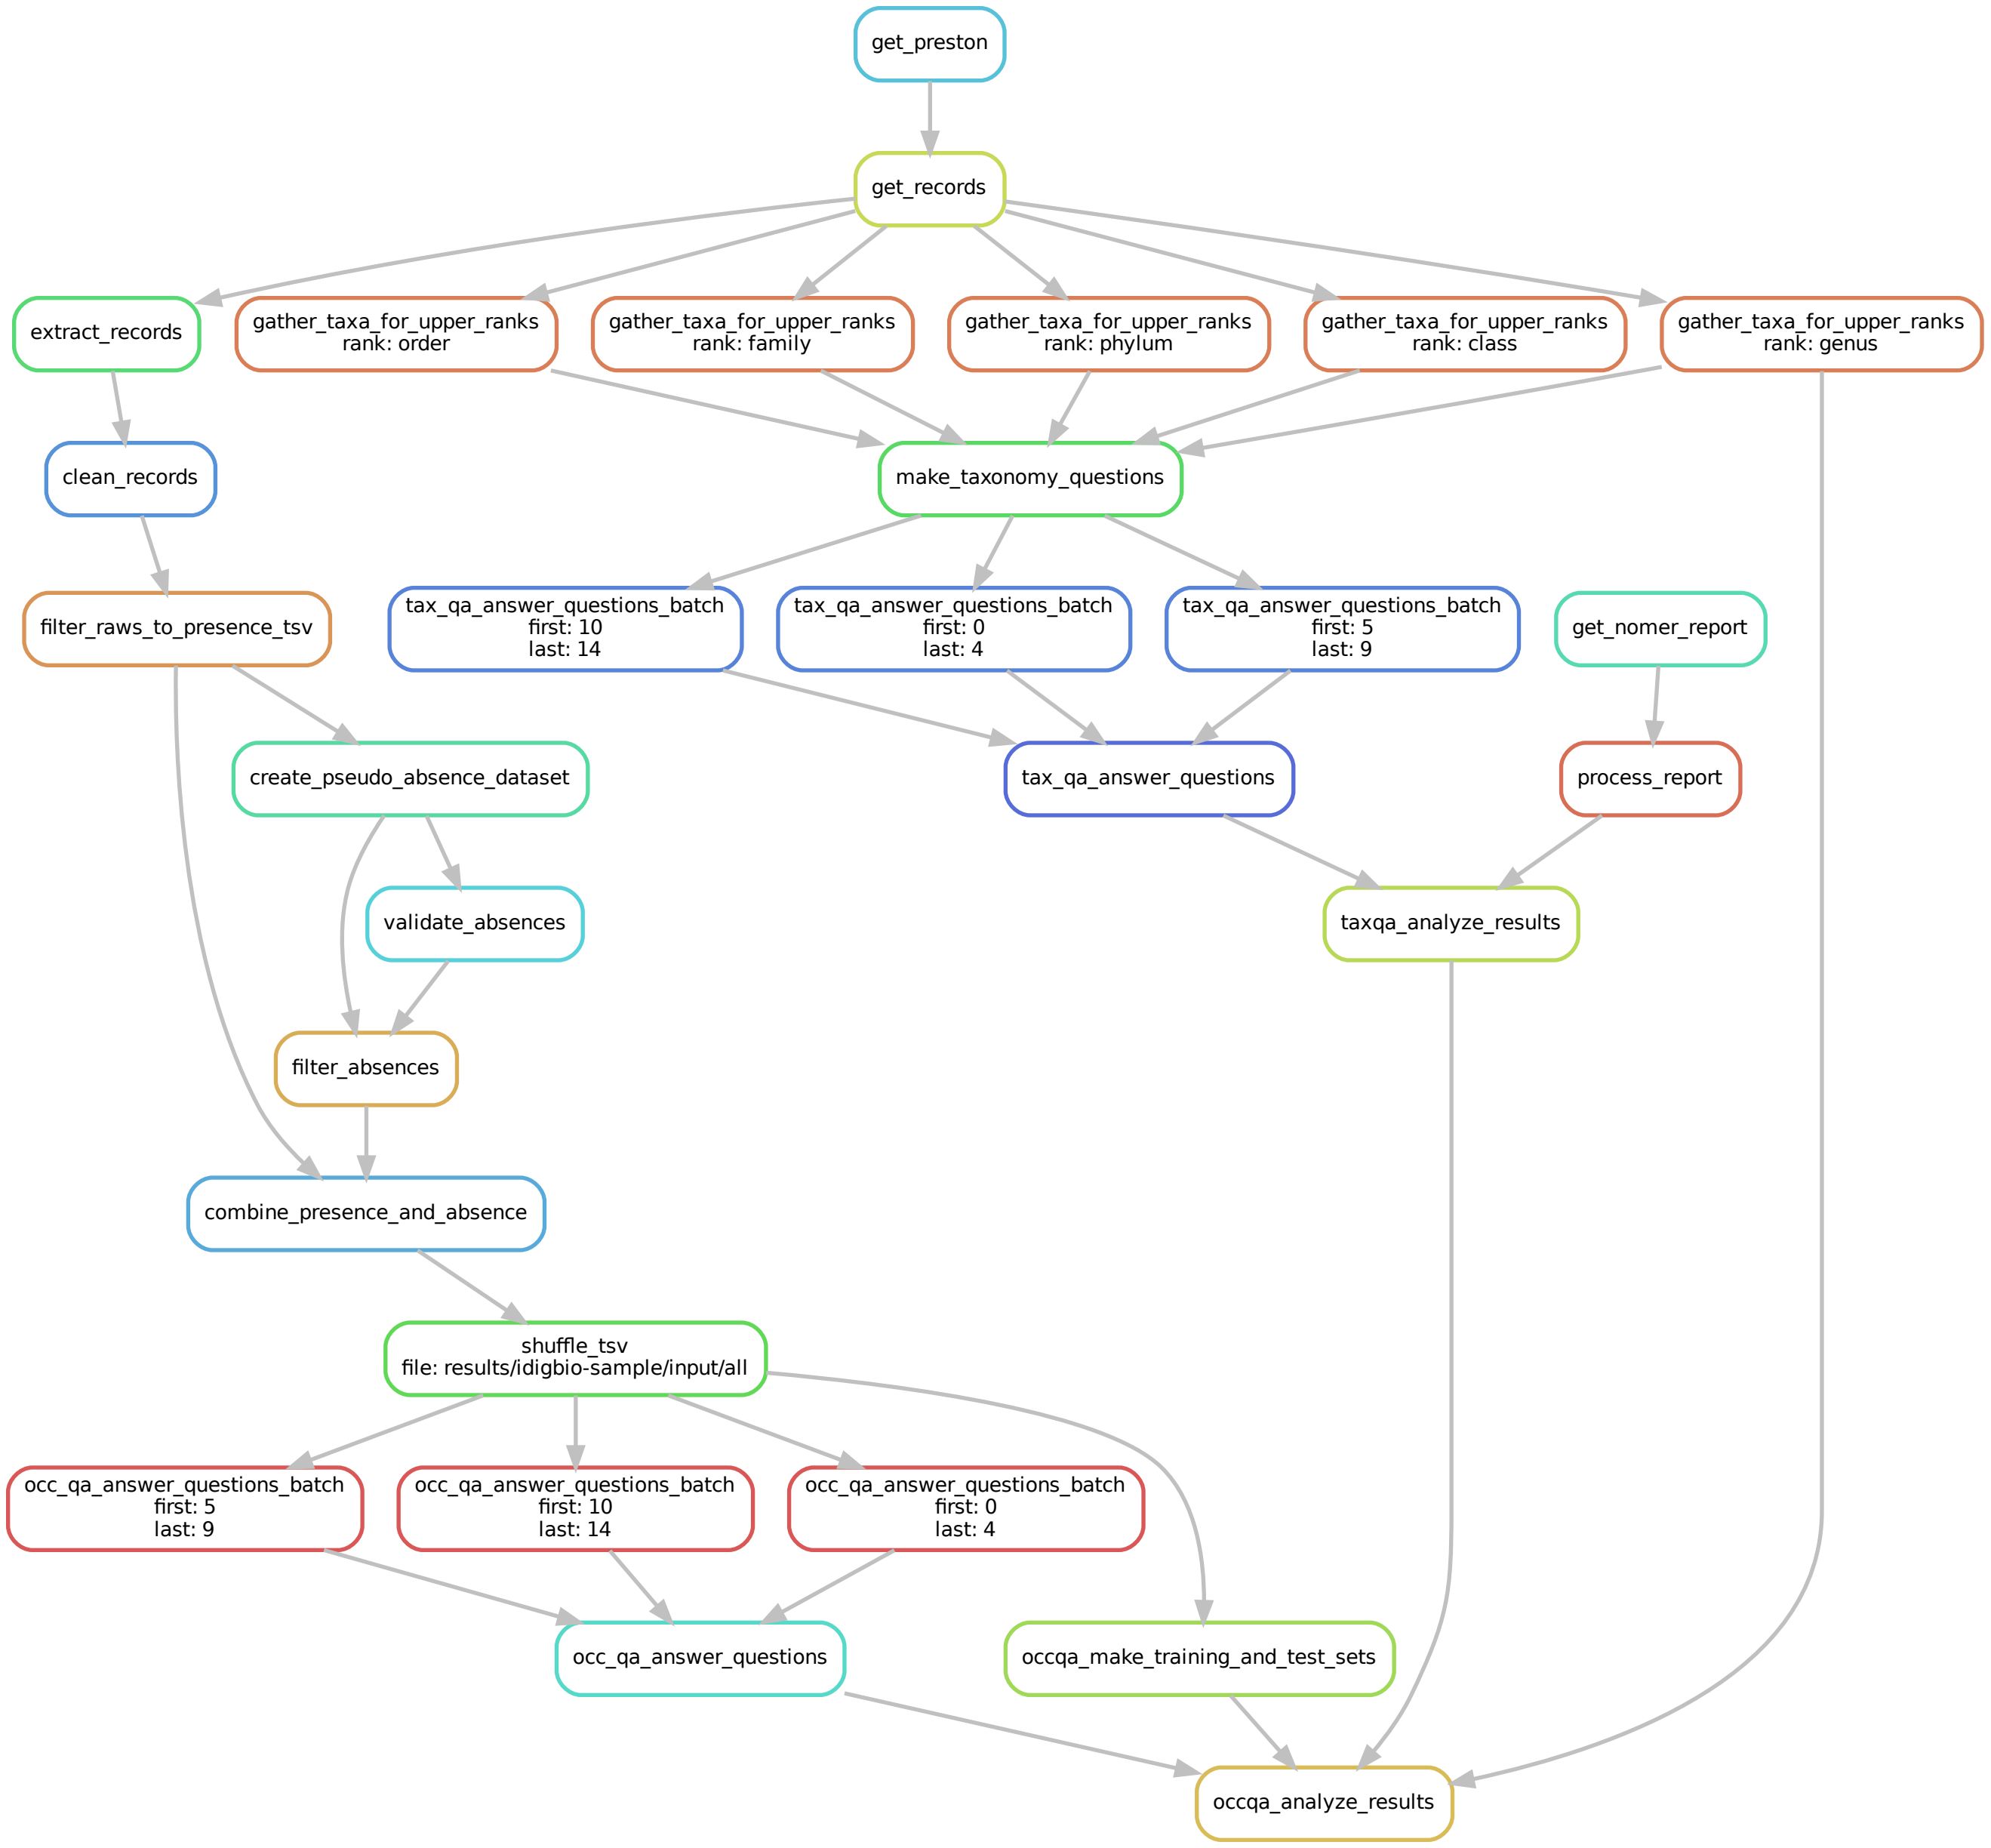 get_preston
get_records
extract_records
gather_taxa_for_upper_ranks
rank: order
gather_taxa_for_upper_ranks
rank: family
gather_taxa_for_upper_ranks
rank: phylum
gather_taxa_for_upper_ranks
rank: class
gather_taxa_for_upper_ranks
rank: genus
clean_records
make_taxonomy_questions
filter_raws_to_presence_tsv
tax_qa_answer_questions_batch
first: 10
last: 14
tax_qa_answer_questions_batch
first: 0
last: 4
tax_qa_answer_questions_batch
first: 5
last: 9
get_nomer_report
create_pseudo_absence_dataset
tax_qa_answer_questions
process_report
validate_absences
taxqa_analyze_results
filter_absences
combine_presence_and_absence
shuffle_tsv
file: results/idigbio-sample/input/all
occ_qa_answer_questions_batch
first: 5
last: 9
occ_qa_answer_questions_batch
first: 10
last: 14
occ_qa_answer_questions_batch
first: 0
last: 4
occ_qa_answer_questions
occqa_make_training_and_test_sets
occqa_analyze_results